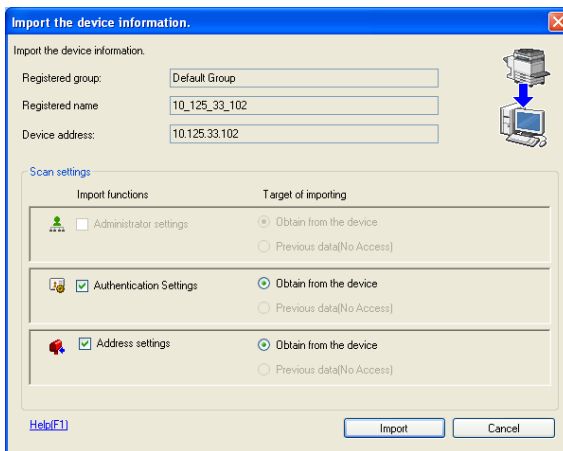 Import the device information.
Import the device information.
Registered group: Default Group
Registered name 10_125_33_102
Device address: 10.125.33.102
Scan settings
Import functions Target of importing
Administrator settings Obtain from the device
Previous data(No Access)
Authentication Settings Obtain from the device
Previous data(No Access)
Address settings Obtain from the device
Previous data(No Access)
Help(F1) Import Cancel